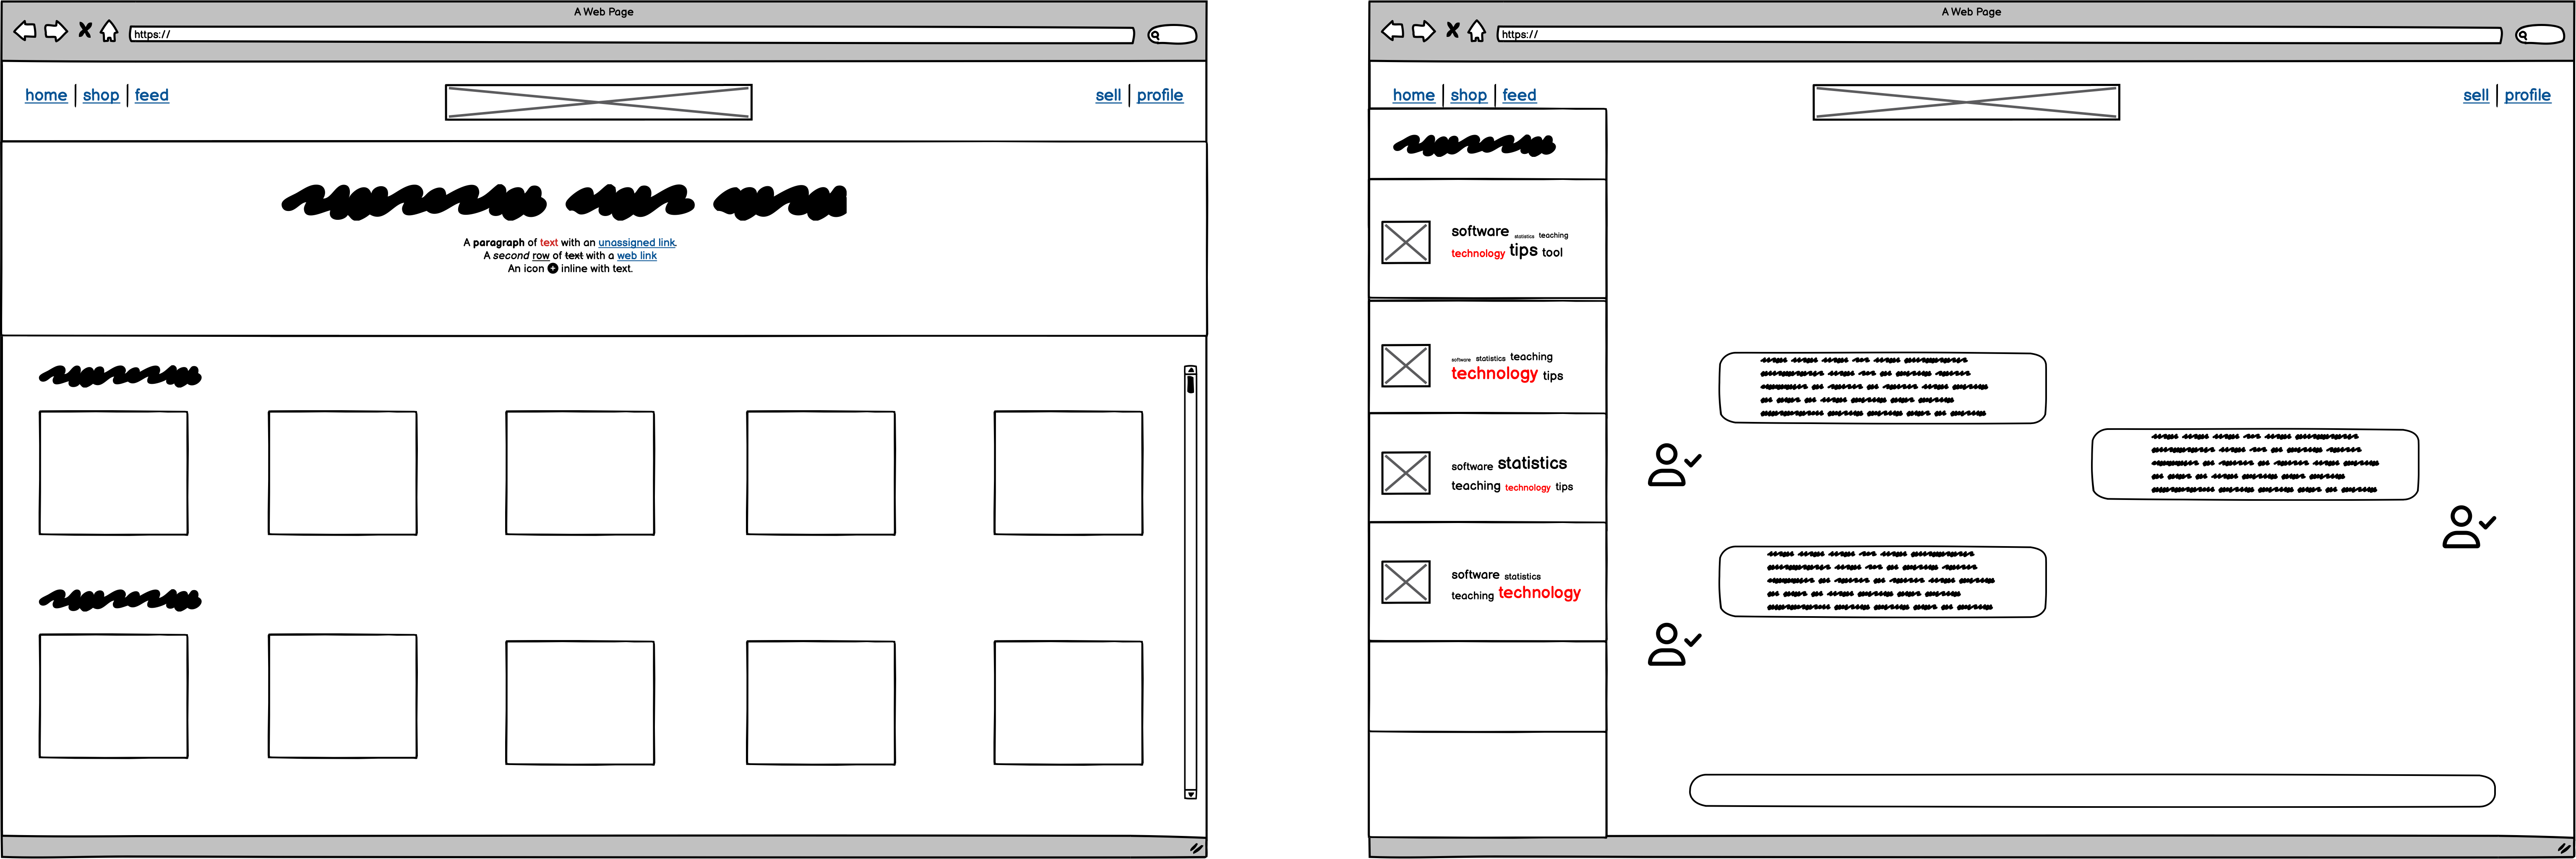 A Web Page
https://
home | shop | feed
sell | profile
A paragraph of text with an unassigned link.
A second row of text with a web link
An icon inline with text.
A Web Page
https://
home | shop | feed
sell | profile
software statistics teaching
technology tips tool
software statistics teaching
technology tips
software statistics
teaching technology tips
software statistics
teaching technology